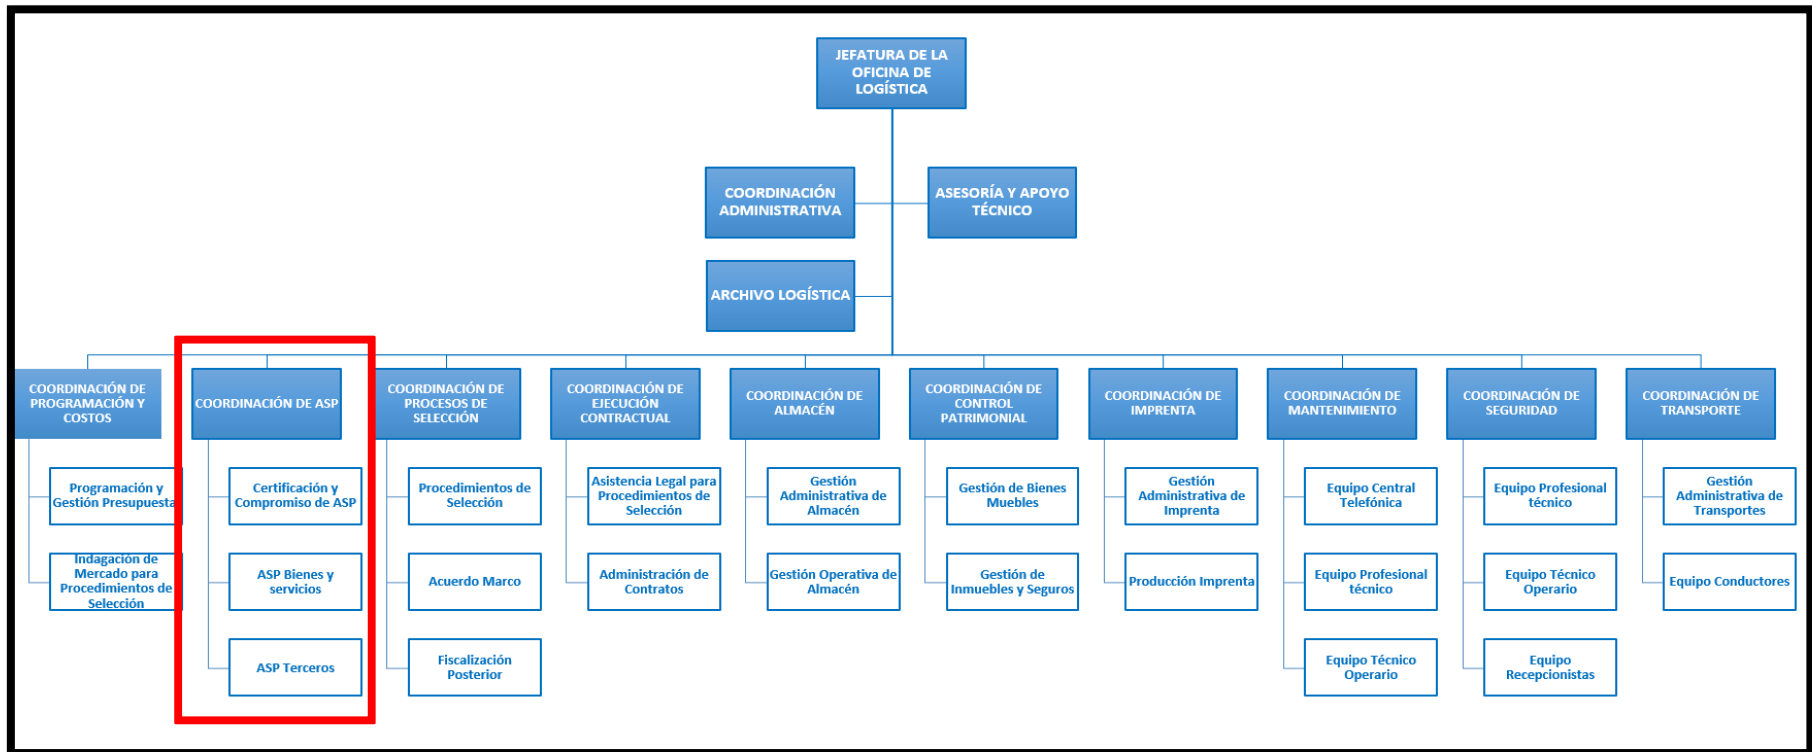 JEFATURA DE LA
OFICINA DE
LOGÍSTICA
COORDINACIÓN
ADMINISTRATIVA
ASESORÍA Y APOYO
TÉCNICO
ARCHIVO LOGÍSTICA
COORDINACIÓN DE
PROGRAMACIÓN Y
COSTOS
Programación y
Gestión Presupuesta
Indagación de
Mercado para
Procedimientos de
Selección
COORDINACIÓN DE ASP
Certificación y
Compromiso de ASP
ASP Bienes y
servicios
ASP Terceros
COORDINACIÓN DE
PROCESOS DE
SELECCIÓN
Procedimientos de
Selección
Acuerdo Marco
Fiscalización
Posterior
COORDINACIÓN DE
EJECUCIÓN
CONTRACTUAL
Asistencia Legal para
Procedimientos de
Selección
Administración de
Contratos
COORDINACIÓN DE
ALMACÉN
Gestión
Administrativa de
Almacén
Gestión Operativa de
Almacén
COORDINACIÓN DE
CONTROL
PATRIMONIAL
Gestión de Bienes
Muebles
Gestión de
Inmuebles y Seguros
COORDINACIÓN DE
IMPRENTA
Gestión
Administrativa de
Imprenta
Producción Imprenta
COORDINACIÓN DE
MANTENIMIENTO
Equipo Central
Telefónica
Equipo Profesional
técnico
Equipo Técnico
Operario
COORDINACIÓN DE
SEGURIDAD
Equipo Profesional
técnico
Equipo Técnico
Operario
Equipo
Recepcionistas
COORDINACIÓN DE
TRANSPORTE
Gestión
Administrativa de
Transportes
Equipo Conductores